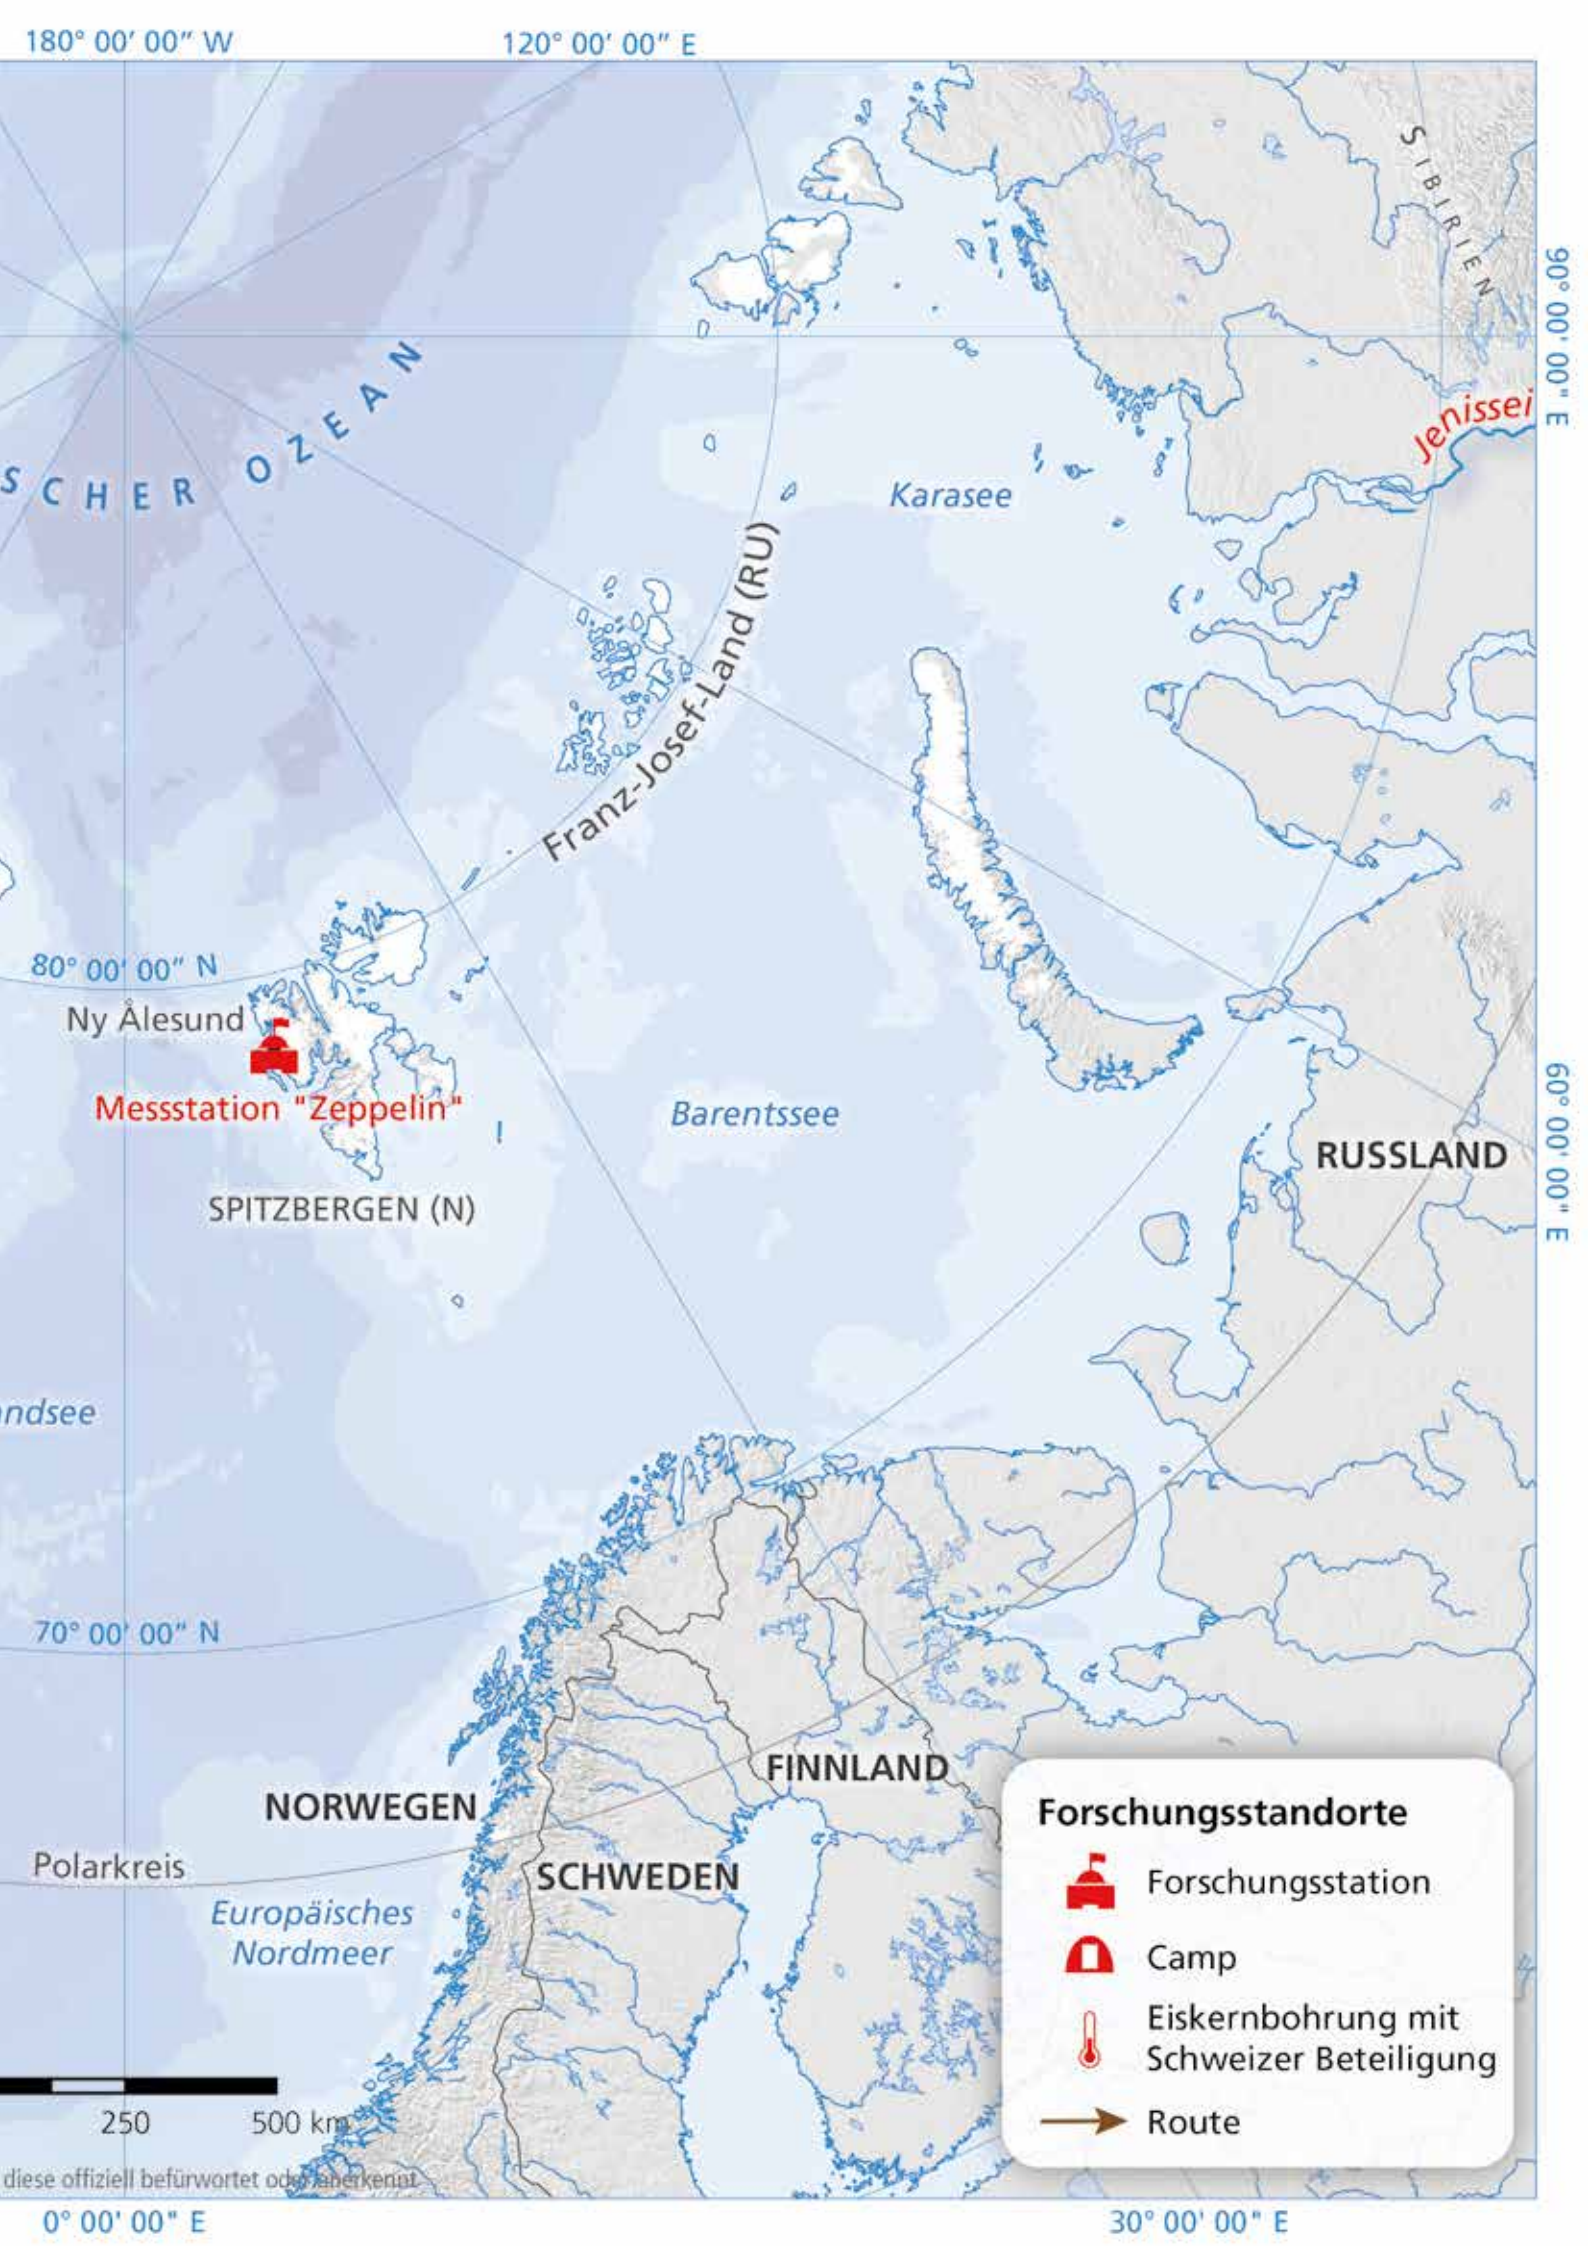 180° 00' 00" W
120° 00' 00" E
SIBIRIEN
90° 00' 00" E
Jenissei
SCHER OZEAN
Karasee
Franz-Josef-Land (RU)
80° 00' 00" N
Ny Ålesund
Messstation "Zeppelin"
SPITZBERGEN (N)
Barentssee
60° 00' 00" E
RUSSLAND
andsee
70° 00' 00" N
NORWEGEN
FINNLAND
SCHWEDEN
Polarkreis
Europäisches
Nordmeer
Forschungsstandorte
Forschungsstation
Camp
Eiskernbohrung mit
Schweizer Beteiligung
Route
250
500 km
diese offiziell befürwortet oder anerkennt
0° 00' 00" E
30° 00' 00" E